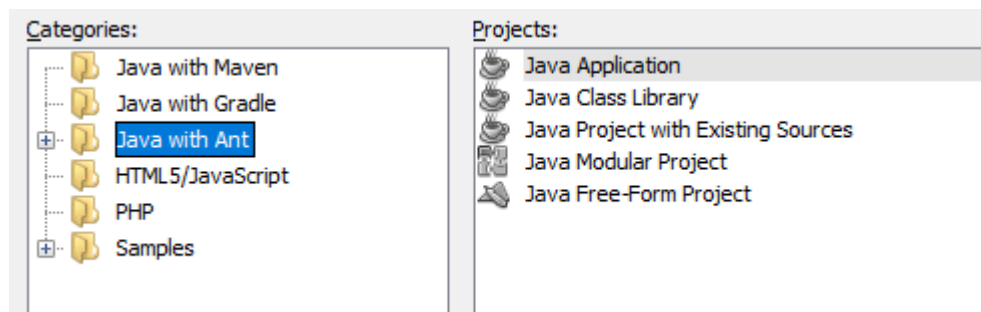 Categories:
Java with Maven
Java with Gradle
Java with Ant
HTML5/JavaScript
PHP
Samples
Projects:
Java Application
Java Class Library
Java Project with Existing Sources
Java Modular Project
Java Free-Form Project